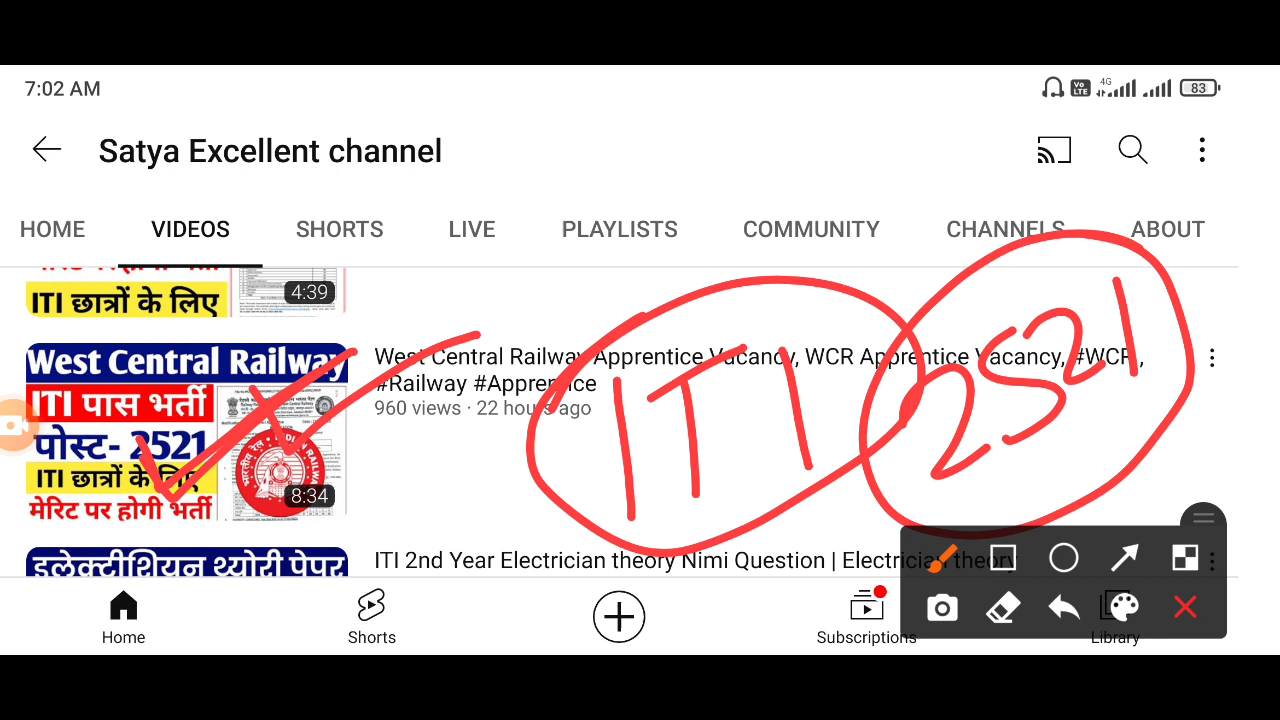 7:02 AM
4G
Vo LTE
83
Satya Excellent channel
HOME VIDEOS SHORTS LIVE PLAYLISTS COMMUNITY CHANNELS ABOUT
ITI छात्रों के लिए
4:39
West Central Railway
ITI पास भर्ती
पोस्ट- 2521
ITI छात्रों के लिए
मेरिट पर होगी भर्ती
8:34
West Central Railway Apprentice Vacancy, WCR Apprentice Vacancy, #WCR,
#Railway #Apprentice
960 views · 22 hours ago
ITI
2521
इलेक्ट्रीशियन थ्योरी पेपर
ITI 2nd Year Electrician theory Nimi Question | Electrician theory
Home Shorts Subscriptions Library